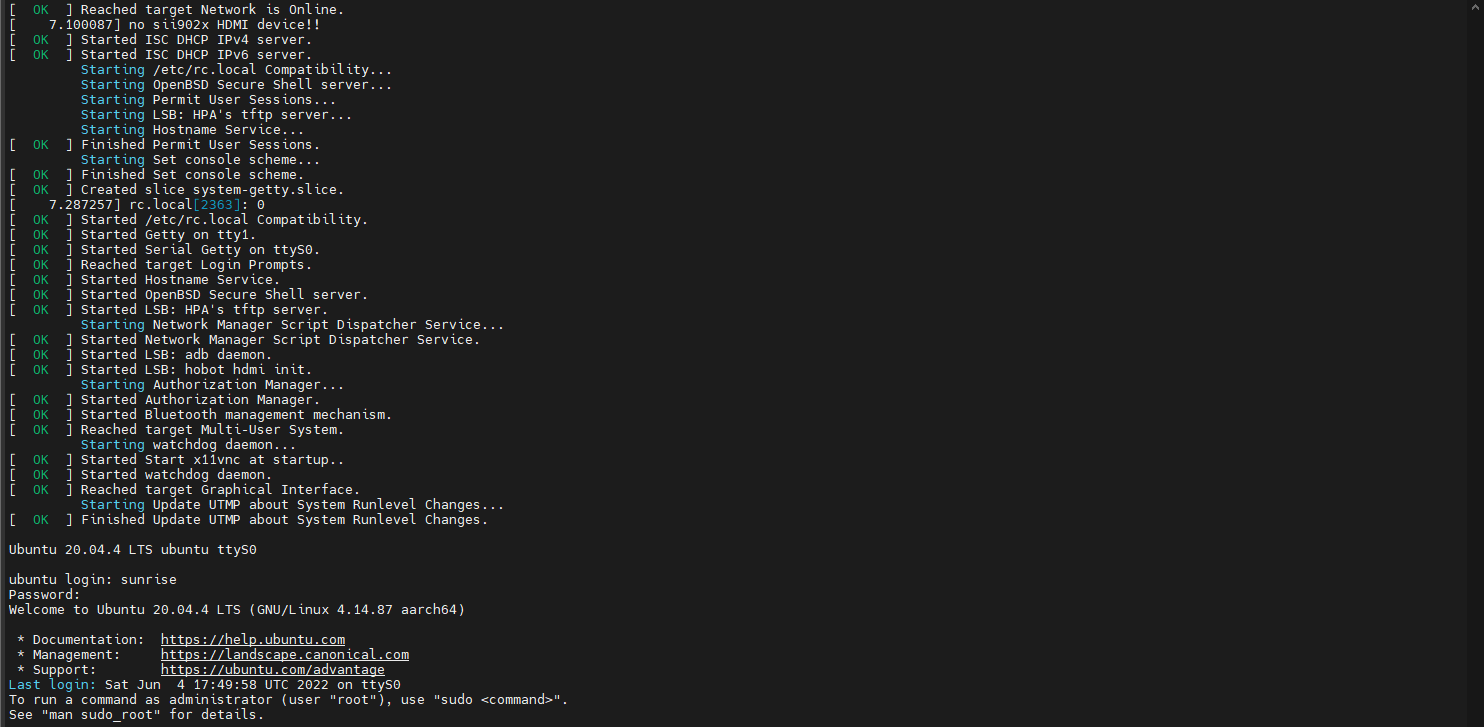 [  OK  ] Reached target Network is Online.
[    7.100087] no sii902x HDMI device!!
[  OK  ] Started ISC DHCP IPv4 server.
[  OK  ] Started ISC DHCP IPv6 server.
         Starting /etc/rc.local Compatibility...
         Starting OpenBSD Secure Shell server...
         Starting Permit User Sessions...
         Starting LSB: HPA's tftp server...
         Starting Hostname Service...
[  OK  ] Finished Permit User Sessions.
         Starting Set console scheme...
[  OK  ] Finished Set console scheme.
[  OK  ] Created slice system-getty.slice.
[    7.287257] rc.local[2363]: 0
[  OK  ] Started /etc/rc.local Compatibility.
[  OK  ] Started Getty on tty1.
[  OK  ] Started Serial Getty on ttyS0.
[  OK  ] Reached target Login Prompts.
[  OK  ] Started Hostname Service.
[  OK  ] Started OpenBSD Secure Shell server.
[  OK  ] Started LSB: HPA's tftp server.
         Starting Network Manager Script Dispatcher Service...
[  OK  ] Started Network Manager Script Dispatcher Service.
[  OK  ] Started LSB: adb daemon.
[  OK  ] Started LSB: hobot hdmi init.
         Starting Authorization Manager...
[  OK  ] Started Authorization Manager.
[  OK  ] Started Bluetooth management mechanism.
[  OK  ] Reached target Multi-User System.
         Starting watchdog daemon...
[  OK  ] Started Start x11vnc at startup..
[  OK  ] Started watchdog daemon.
[  OK  ] Reached target Graphical Interface.
         Starting Update UTMP about System Runlevel Changes...
[  OK  ] Finished Update UTMP about System Runlevel Changes.
Ubuntu 20.04.4 LTS ubuntu ttyS0
ubuntu login: sunrise
Password:
Welcome to Ubuntu 20.04.4 LTS (GNU/Linux 4.14.87 aarch64)
 * Documentation:  https://help.ubuntu.com
 * Management:     https://landscape.canonical.com
 * Support:        https://ubuntu.com/advantage
Last login: Sat Jun  4 17:49:58 UTC 2022 on ttyS0
To run a command as administrator (user "root"), use "sudo <command>".
See "man sudo_root" for details.